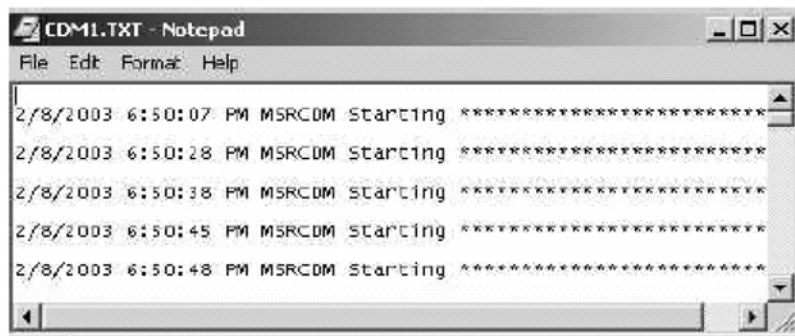 CDM1.TXT - Notepad
File Edit Format Help
2/8/2003 6:50:07 PM MSRCDM Starting **************************
2/8/2003 6:50:28 PM MSRCDM Starting **************************
2/8/2003 6:50:38 PM MSRCDM Starting **************************
2/8/2003 6:50:45 PM MSRCDM Starting **************************
2/8/2003 6:50:48 PM MSRCDM Starting **************************